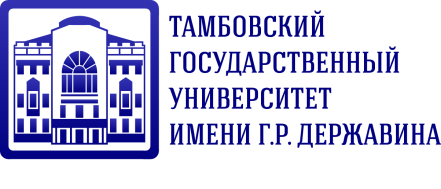 ТАМБОВСКИЙ
ГОСУДАРСТВЕННЫЙ
УНИВЕРСИТЕТ
ИМЕНИ Г.Р. ДЕРЖАВИНА